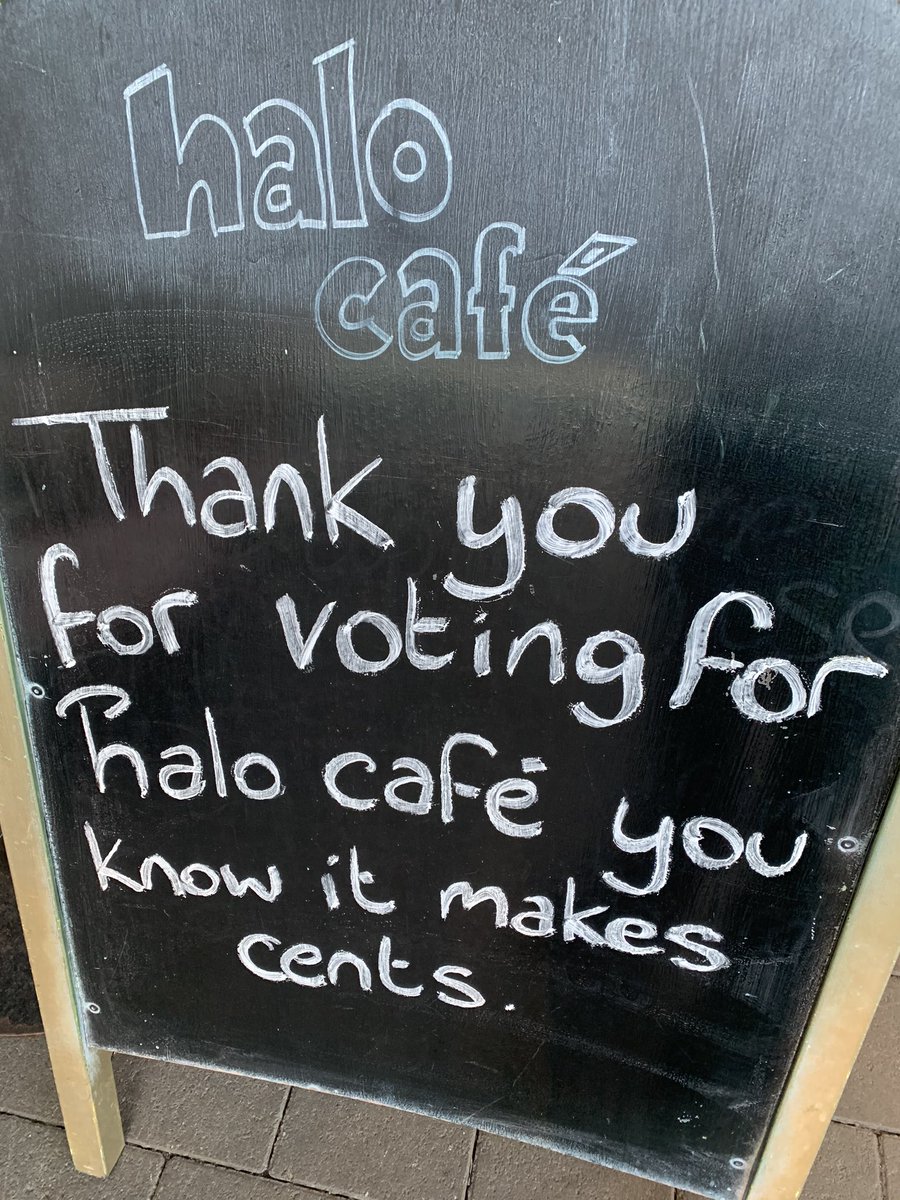 halo
café
Thank you
for voting for
halo café you
know it makes
cents.